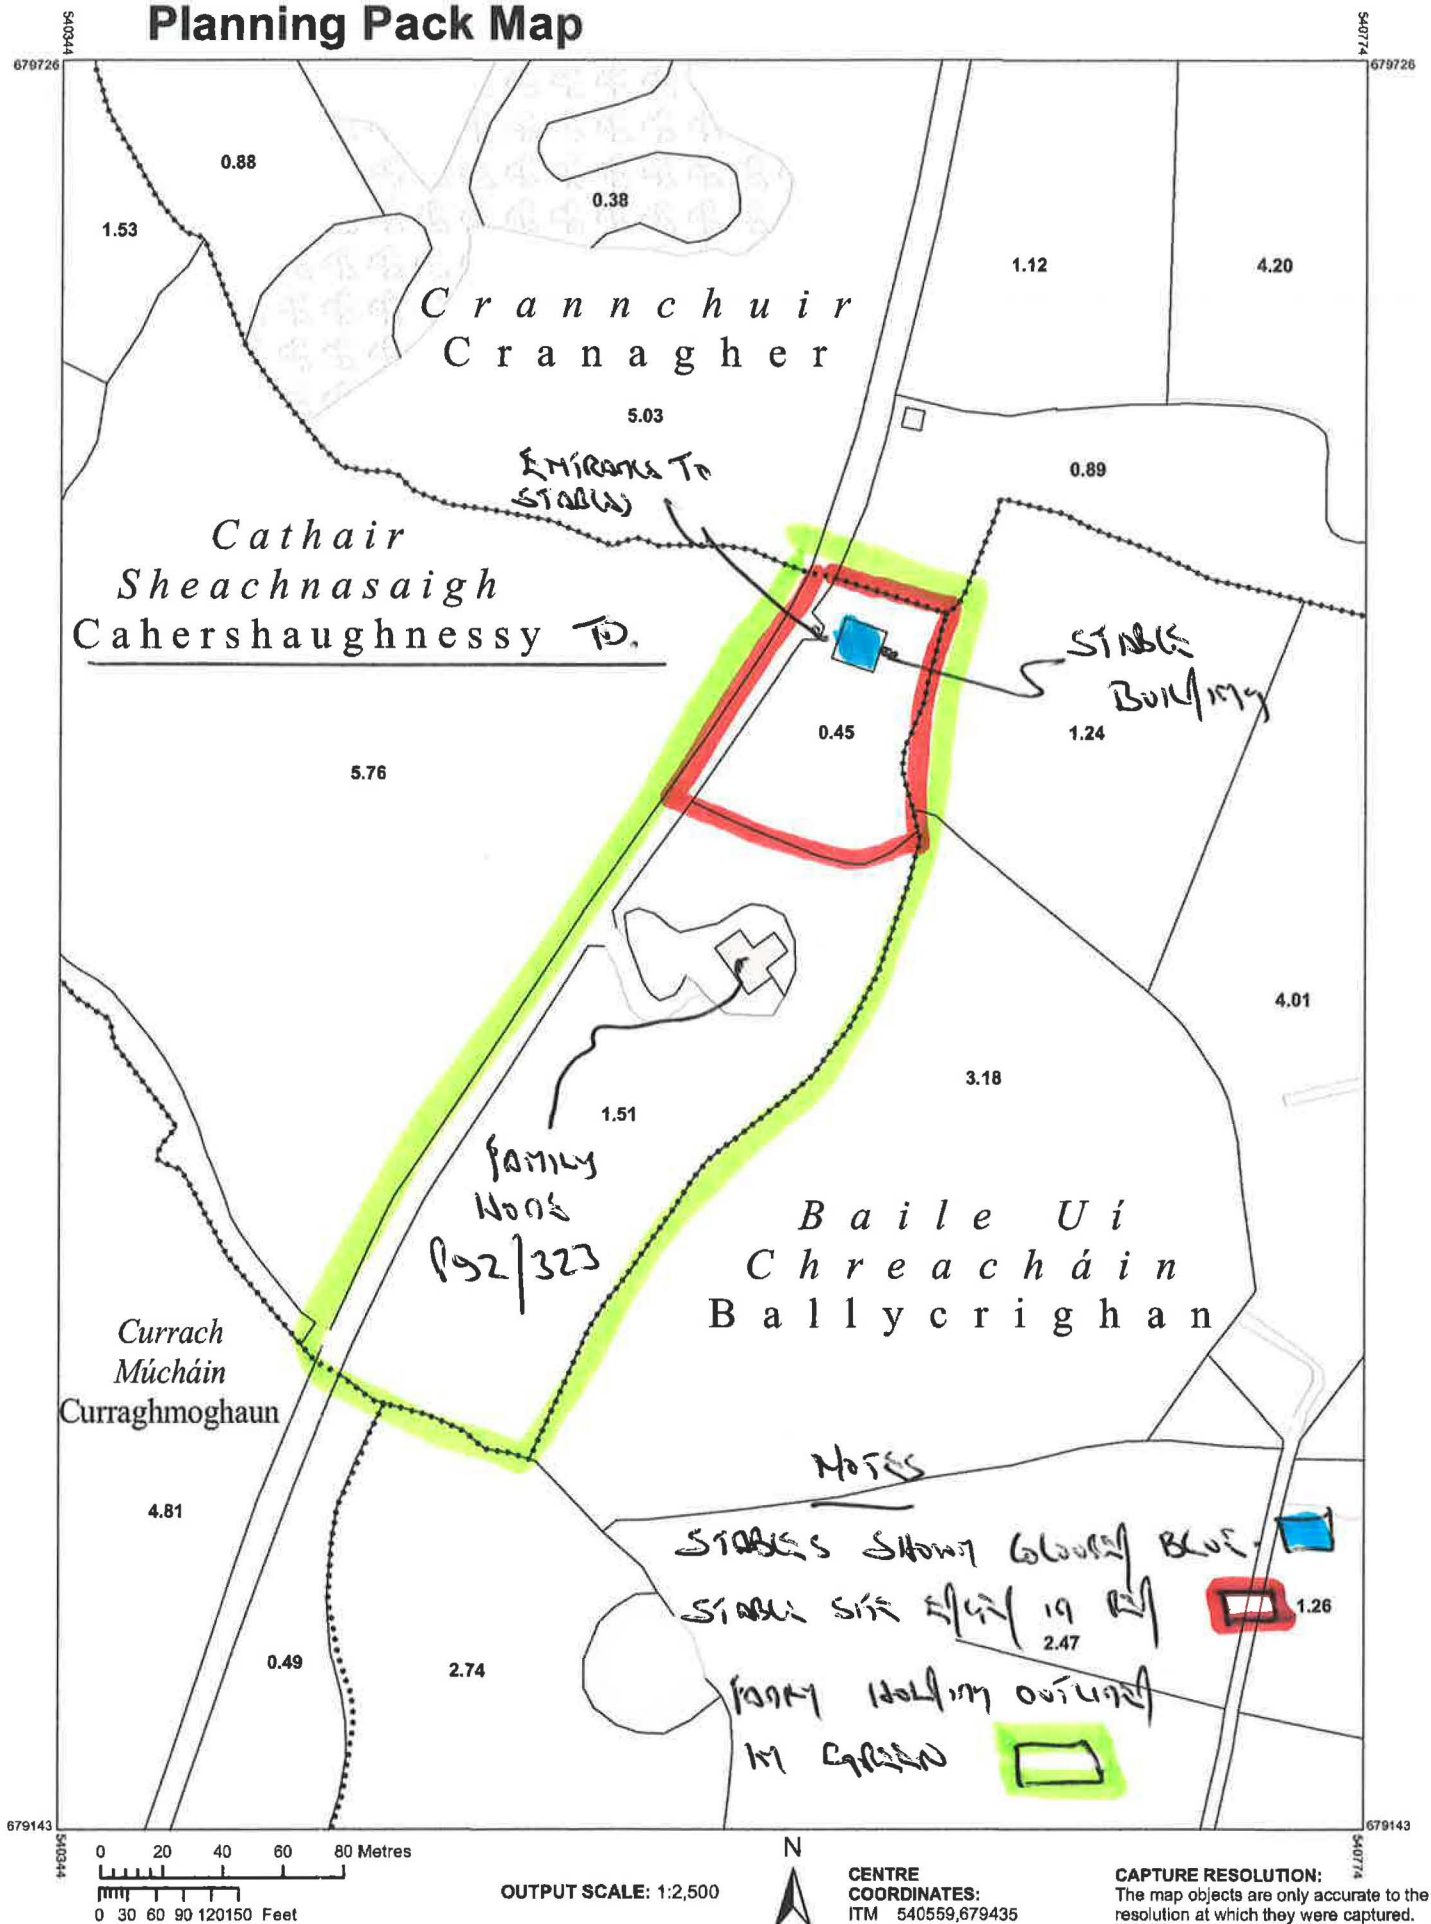 Planning Pack Map
540344
540774
679726
679726
0.88
0.38
1.53
1.12
4.20
Crannchuir
Cranagher
5.03
0.89
ENTRANCE TO
STABLES
Cathair
Sheachnasaigh
Cahershaughnessy TD.
STABLE
BUILDING
0.45
1.24
5.76
4.01
3.18
1.51
FAMILY
HOME
P92/323
Baile Uí
Chreacháin
Ballycrighan
Currach
Múcháin
Curraghmoghaun
NOTES
4.81
STABLES SHOWN COLOURED BLUE
STABLE SITE EDGED IN RED
1.26
2.47
0.49
2.74
FAMILY HOLDING OUTLINED
IN GREEN
679143
679143
540344
540774
0 20 40 60 80 Metres
0 30 60 90 120150 Feet
OUTPUT SCALE: 1:2,500
N
CENTRE
COORDINATES:
ITM 540559,679435
CAPTURE RESOLUTION:
The map objects are only accurate to the
resolution at which they were captured.